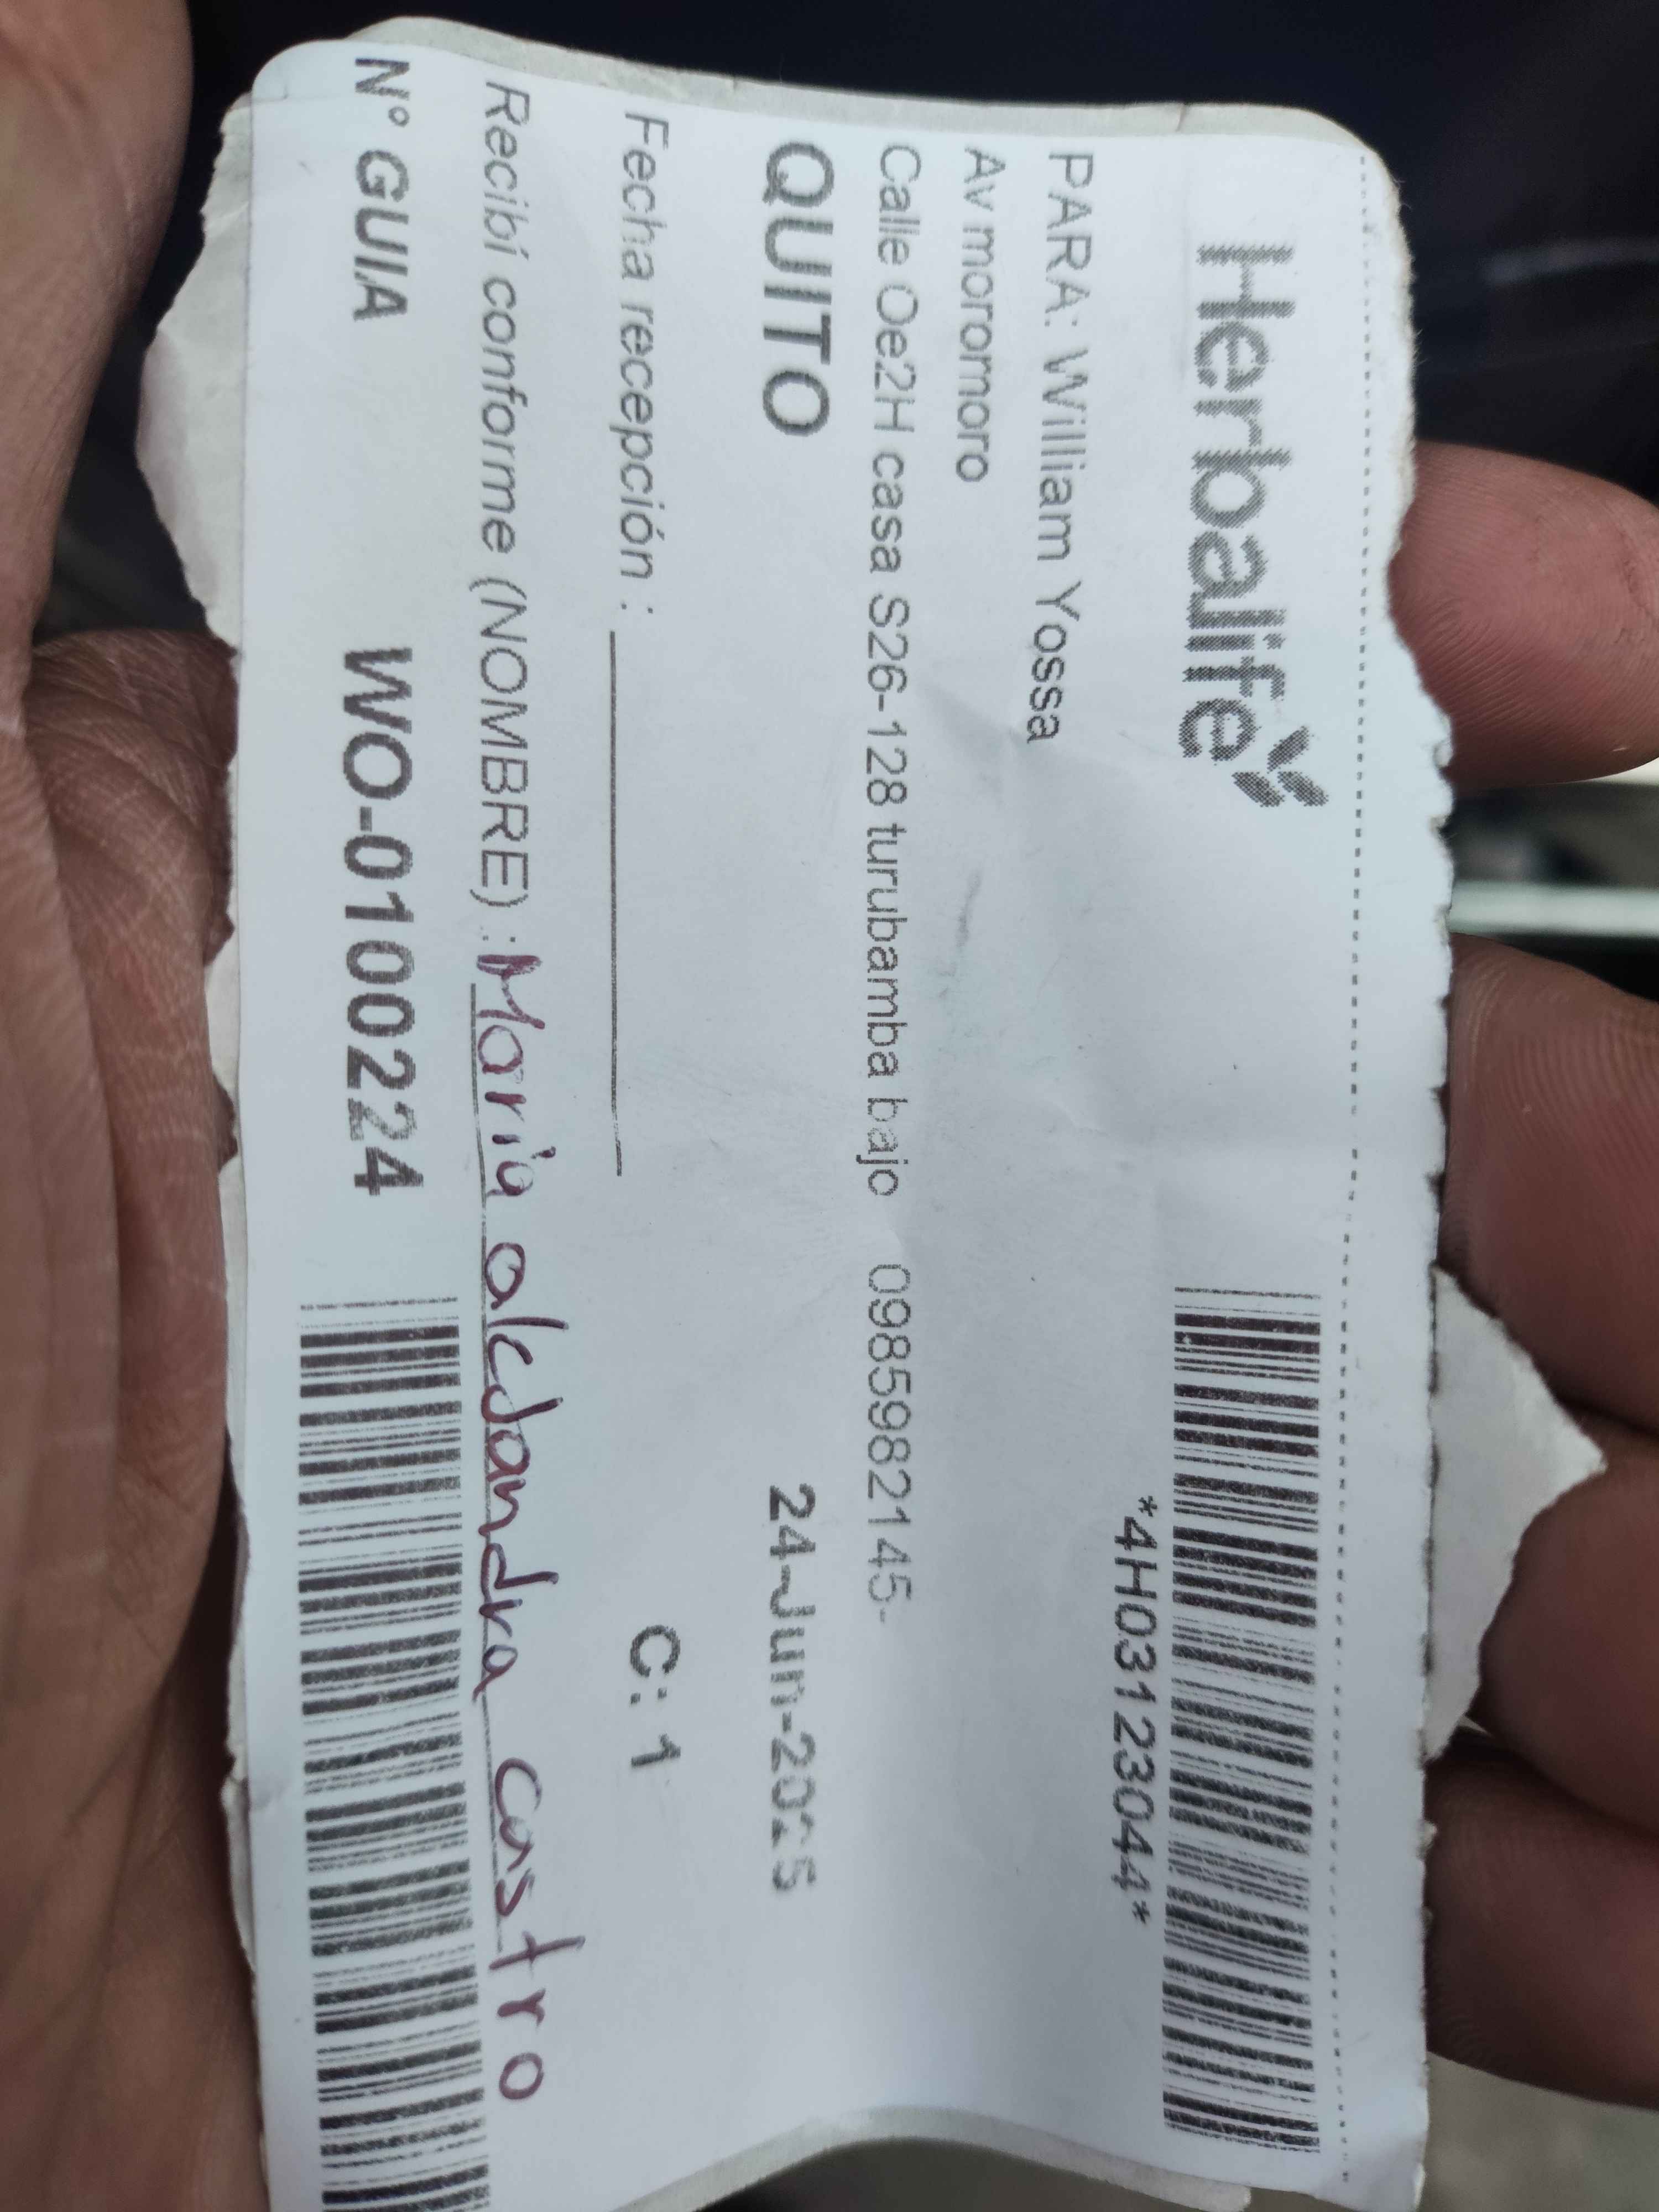 Herbalife
*4H03123044*
PARA: William Yossa
Av moromoro
Calle Oe2H casa S26-128 turubamba bajo 0985982145-
QUITO 24-Jun-2025
Fecha recepción : C: 1
Recibí conforme (NOMBRE) : Maria alcdandra castro
N° GUIA WO-0100224